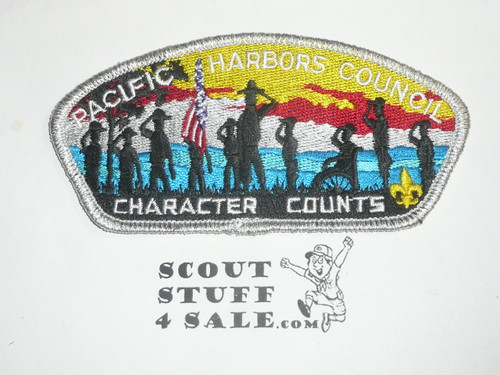 PACIFIC HARBORS COUNCIL
CHARACTER COUNTS
SCOUT
STUFF
4 SALE.COM